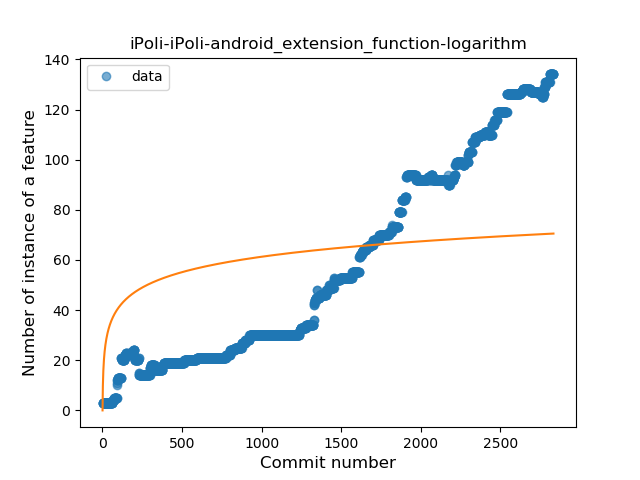 iPoli-iPoli-android_extension_function-logarithm
data
Number of instance of a feature
140
120
100
80
60
40
20
0
0 500 1000 1500 2000 2500
Commit number